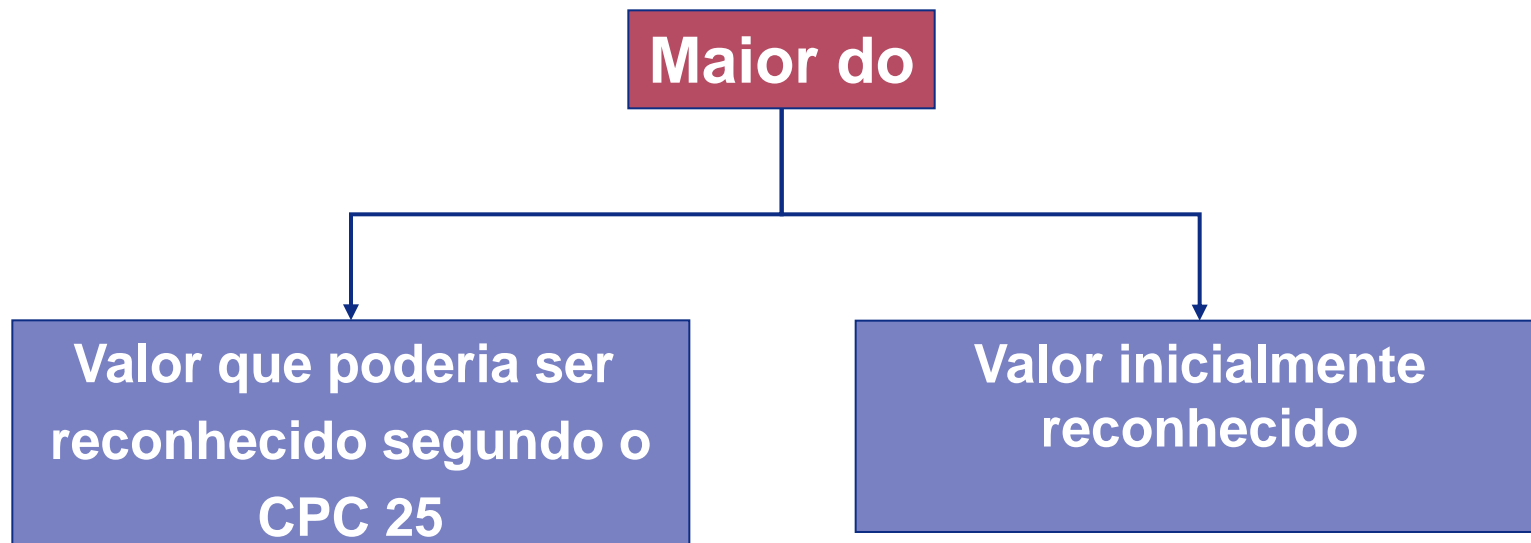 Maior do
Valor que poderia ser
reconhecido segundo o
CPC 25
Valor inicialmente
reconhecido